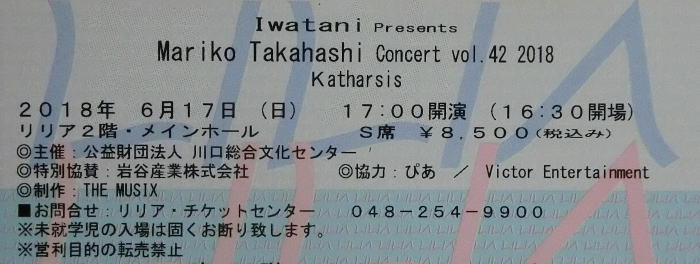 Iwatani Presents
Mariko Takahashi Concert vol.42 2018
Katharsis
2018年 6月17日 (日) 17:00開演 (16:30開場)
リリア2階・メインホール S席 ¥8,500(税込み)
◎主催:公益財団法人 川口総合文化センター
◎特別協賛:岩谷産業株式会社 ◎協力:ぴあ / Victor Entertainment
◎制作:THE MUSIX
■お問合せ:リリア・チケットセンター 048-254-9900
※未就学児の入場は固くお断り致します。
※営利目的の転売禁止